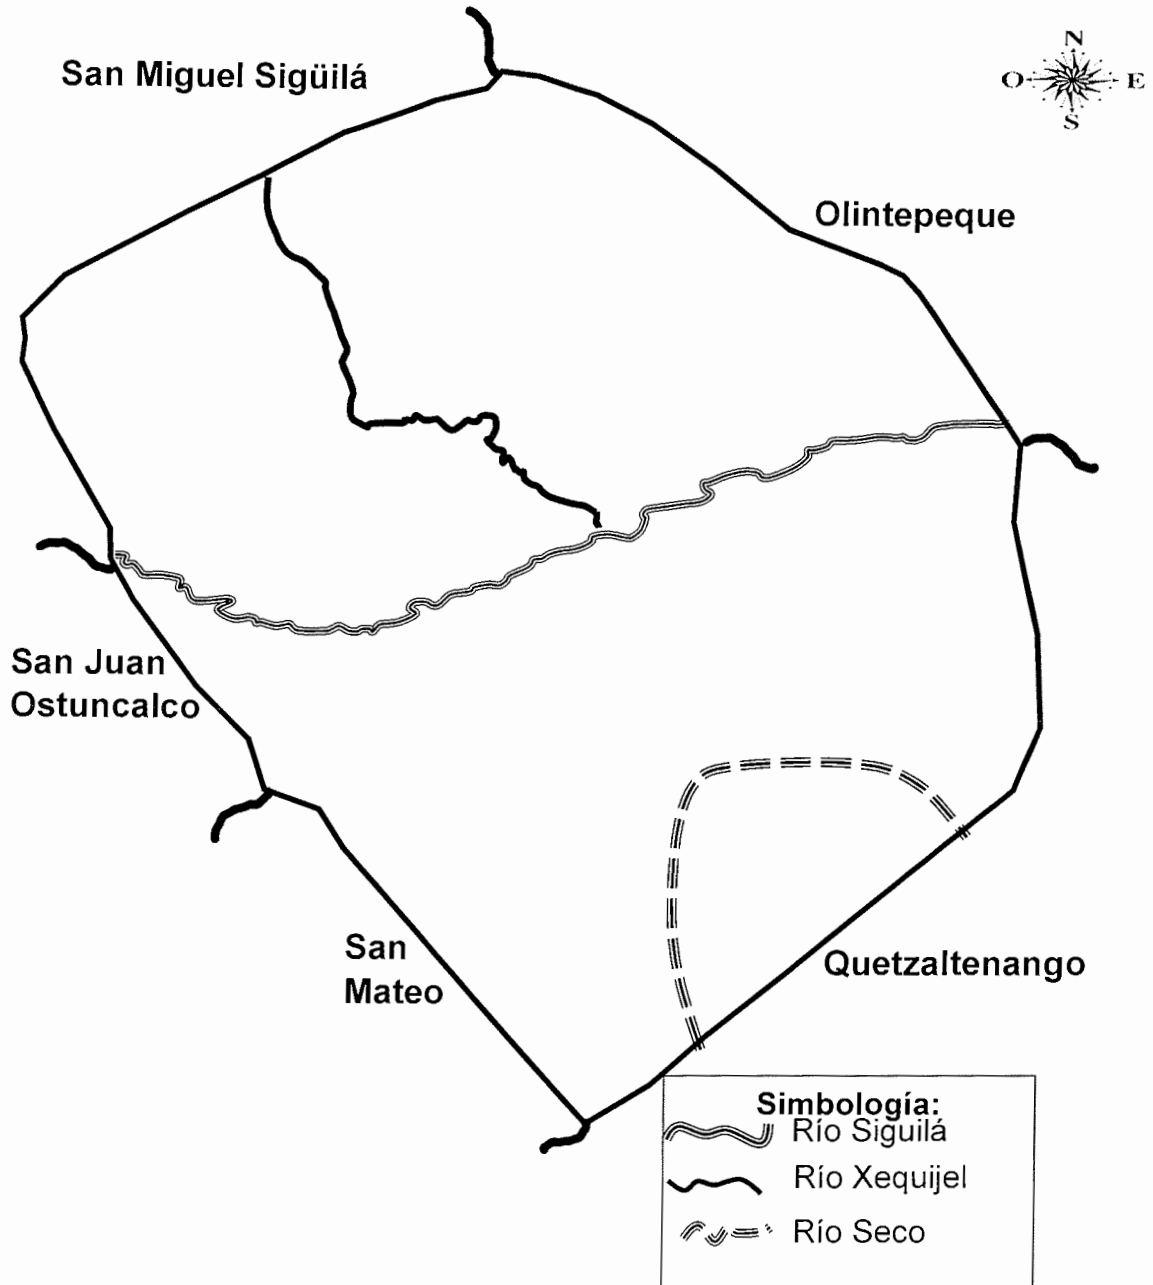 San Miguel Sigüilá
N
O
E
S
Olintepeque
San Juan
Ostuncalco
San
Mateo
Quetzaltenango
Simbología:
Río Siguilá
Río Xequijel
Río Seco